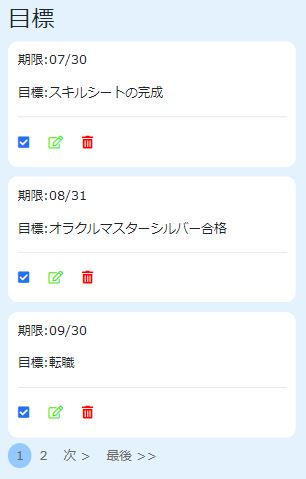 目標
期限:07/30
目標:スキルシートの完成
期限:08/31
目標:オラクルマスターシルバー合格
期限:09/30
目標:転職
1 2 次 > 最後 >>